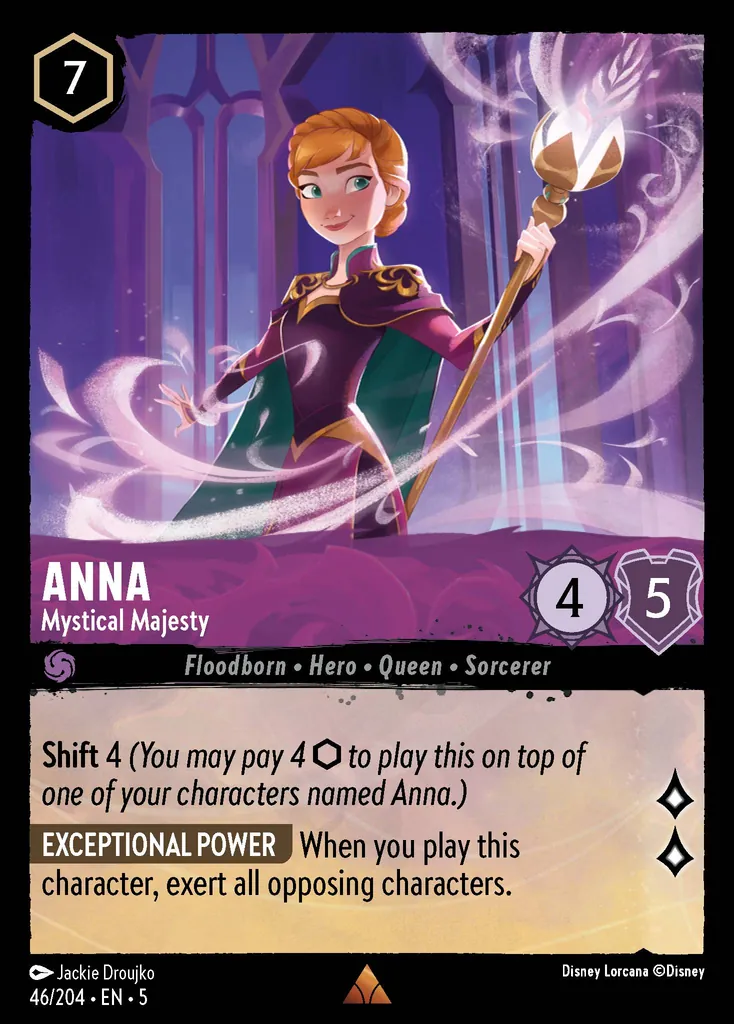 7
ANNA
Mystical Majesty
4
5
Floodborn • Hero • Queen • Sorcerer
Shift 4 (You may pay 4 ⬡ to play this on top of
one of your characters named Anna.)
EXCEPTIONAL POWER When you play this
character, exert all opposing characters.
Jackie Droujko
Disney Lorcana ©Disney
46/204 • EN • 5